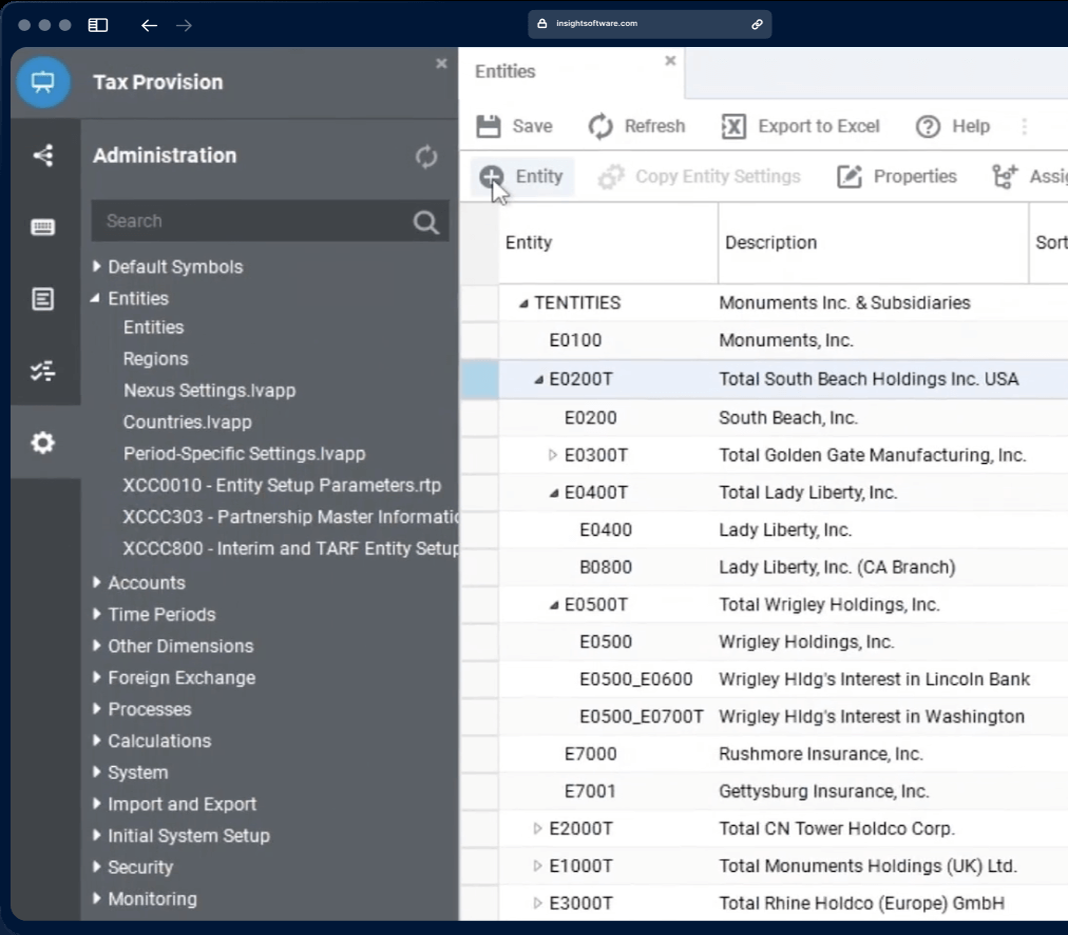 insightsoftware.com
Tax Provision
Administration
Search
Default Symbols
Entities
Entities
Regions
Nexus Settings.lvapp
Countries.lvapp
Period-Specific Settings.lvapp
XCC0010 - Entity Setup Parameters.rtp
XCCC303 - Partnership Master Informatic
XCCC800 - Interim and TARF Entity Setup
Accounts
Time Periods
Other Dimensions
Foreign Exchange
Processes
Calculations
System
Import and Export
Initial System Setup
Security
Monitoring
Entities
Save Refresh Export to Excel Help
Entity Copy Entity Settings Properties Assig
Entity Description Sort
TENTITIES Monuments Inc. & Subsidiaries
E0100 Monuments, Inc.
E0200T Total South Beach Holdings Inc. USA
E0200 South Beach, Inc.
E0300T Total Golden Gate Manufacturing, Inc.
E0400T Total Lady Liberty, Inc.
E0400 Lady Liberty, Inc.
B0800 Lady Liberty, Inc. (CA Branch)
E0500T Total Wrigley Holdings, Inc.
E0500 Wrigley Holdings, Inc.
E0500_E0600 Wrigley Hldg's Interest in Lincoln Bank
E0500_E0700T Wrigley Hldg's Interest in Washington
E7000 Rushmore Insurance, Inc.
E7001 Gettysburg Insurance, Inc.
E2000T Total CN Tower Holdco Corp.
E1000T Total Monuments Holdings (UK) Ltd.
E3000T Total Rhine Holdco (Europe) GmbH